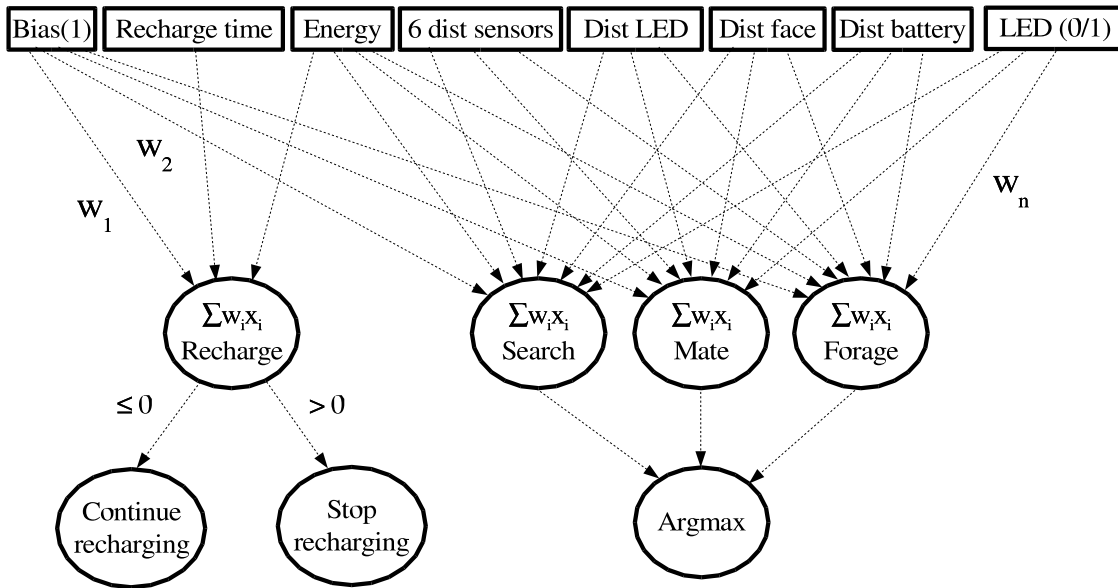 Bias(1) Recharge time Energy 6 dist sensors Dist LED Dist face Dist battery LED (0/1)
w2
w1
wn
∑wixi ∑wixi ∑wixi ∑wixi
Recharge Search Mate Forage
≤ 0 > 0
Continue recharging
Stop recharging
Argmax